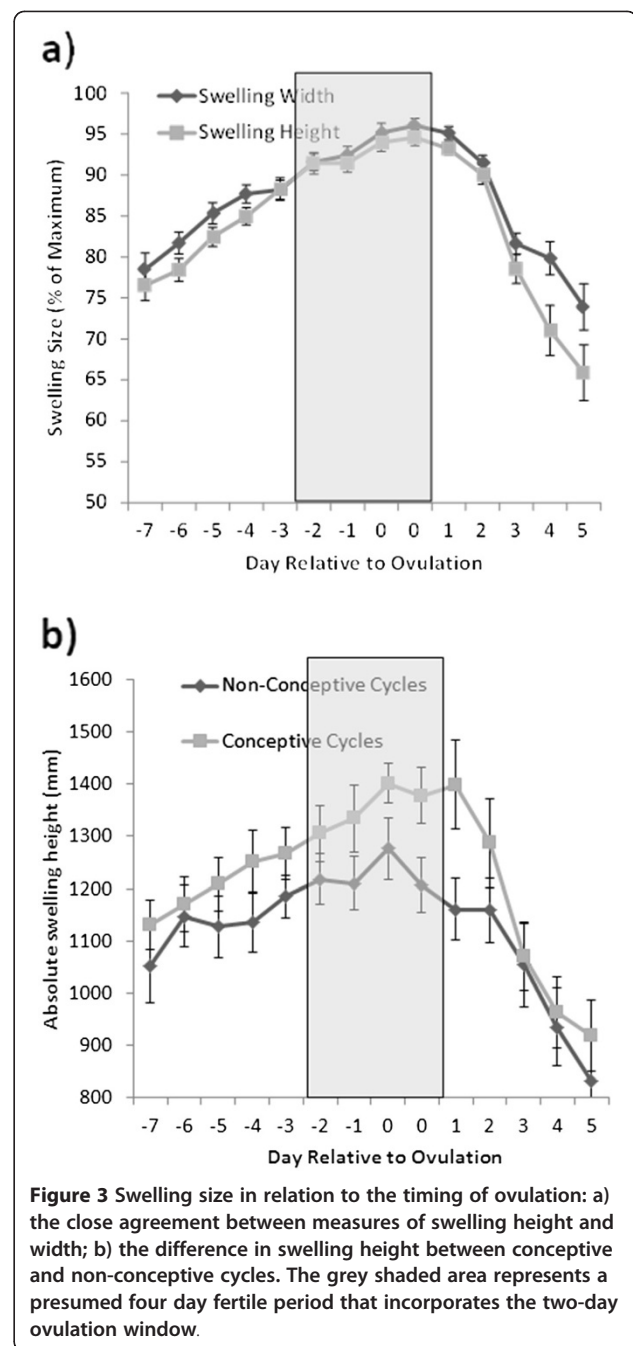 a)
Swelling Width
Swelling Height
100
95
90
85
80
75
70
65
60
55
50
Swelling Size (% of Maximum)
-7 -6 -5 -4 -3 -2 -1 0 0 1 2 3 4 5
Day Relative to Ovulation
b)
Non-Conceptive Cycles
Conceptive Cycles
1600
1500
1400
1300
1200
1100
1000
900
800
Absolute swelling height (mm)
-7 -6 -5 -4 -3 -2 -1 0 0 1 2 3 4 5
Day Relative to Ovulation
Figure 3 Swelling size in relation to the timing of ovulation: a)
the close agreement between measures of swelling height and
width; b) the difference in swelling height between conceptive
and non-conceptive cycles. The grey shaded area represents a
presumed four day fertile period that incorporates the two-day
ovulation window.